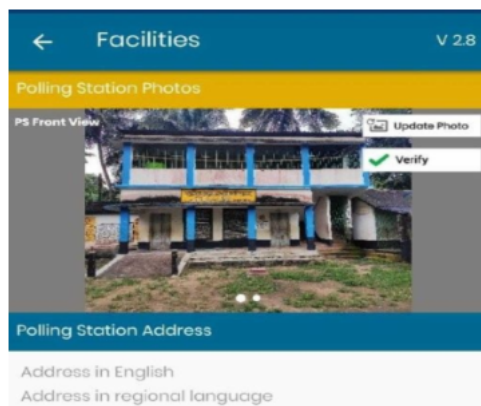 ← Facilities V 2.8
Polling Station Photos
PS Front View
Update Photo
Verify
Polling Station Address
Address in English
Address in regional language